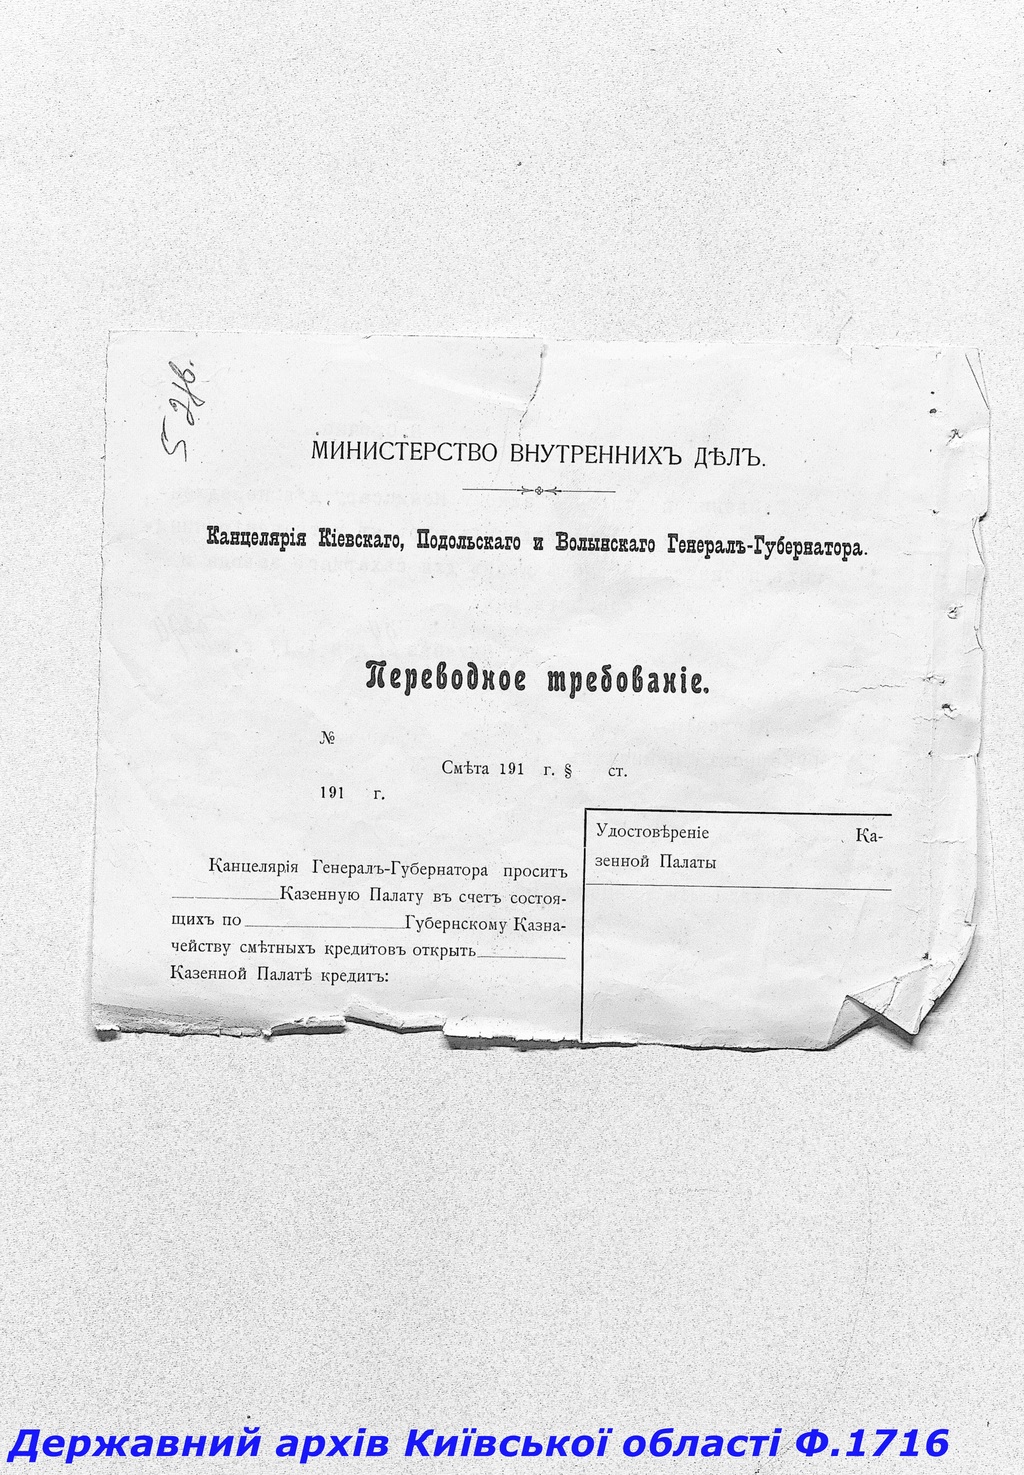 52 зв.
МИНИСТЕРСТВО ВНУТРЕННИХЪ ДѢЛЪ.
Канцелярія Кіевскаго, Подольскаго и Волынскаго Генералъ-Губернатора.
Переводное требованіе.
№
Смѣта 191 г. § ст.
191 г.
Канцелярія Генералъ-Губернатора проситъ
Казенную Палату въ счетъ состоя-
щихъ по Губернскому Казна-
чейству смѣтныхъ кредитовъ открыть
Казенной Палатѣ кредитъ:
Удостовѣреніе Ка-
зенной Палаты
Державний архів Київської області Ф.1716